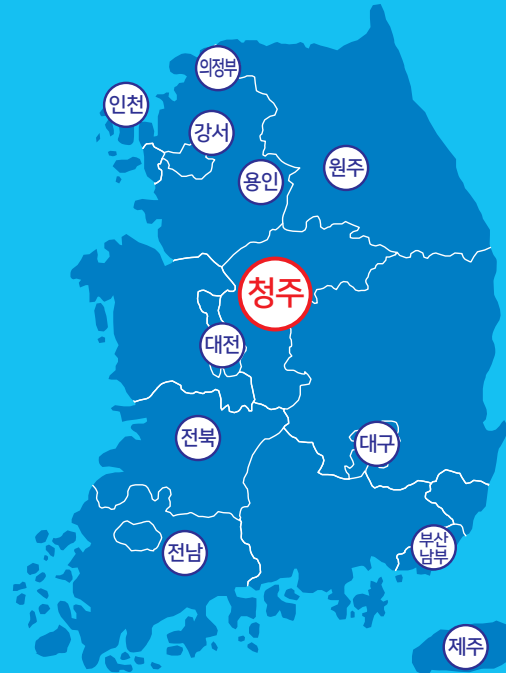 의정부
인천
강서
원주
용인
청주
대전
전북
대구
부산
남부
전남
제주